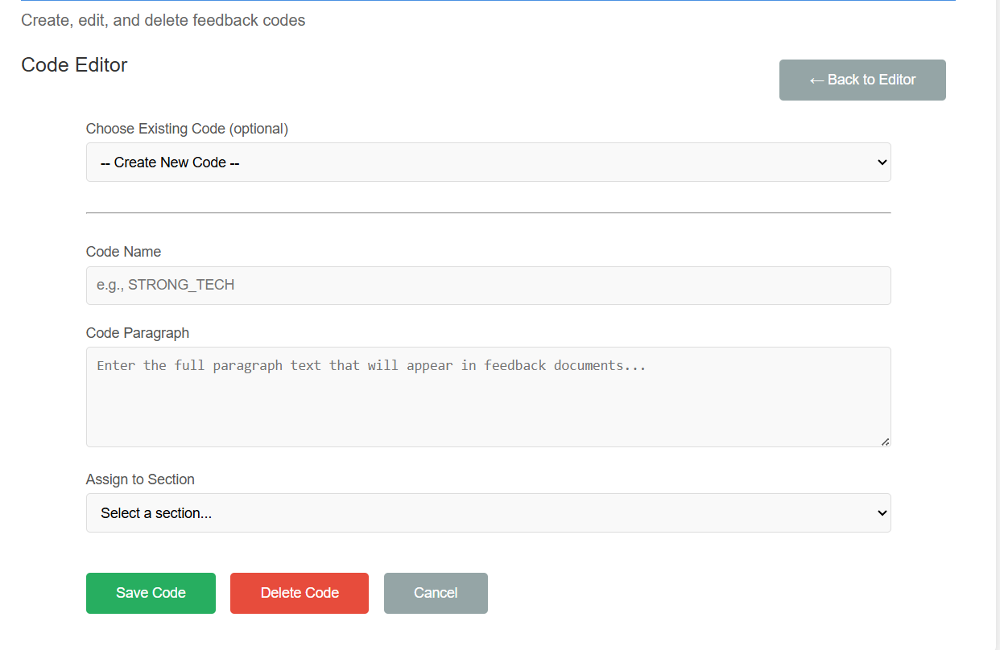 Create, edit, and delete feedback codes
Code Editor
← Back to Editor
Choose Existing Code (optional)
-- Create New Code --
Code Name
e.g., STRONG_TECH
Code Paragraph
Enter the full paragraph text that will appear in feedback documents...
Assign to Section
Select a section...
Save Code
Delete Code
Cancel